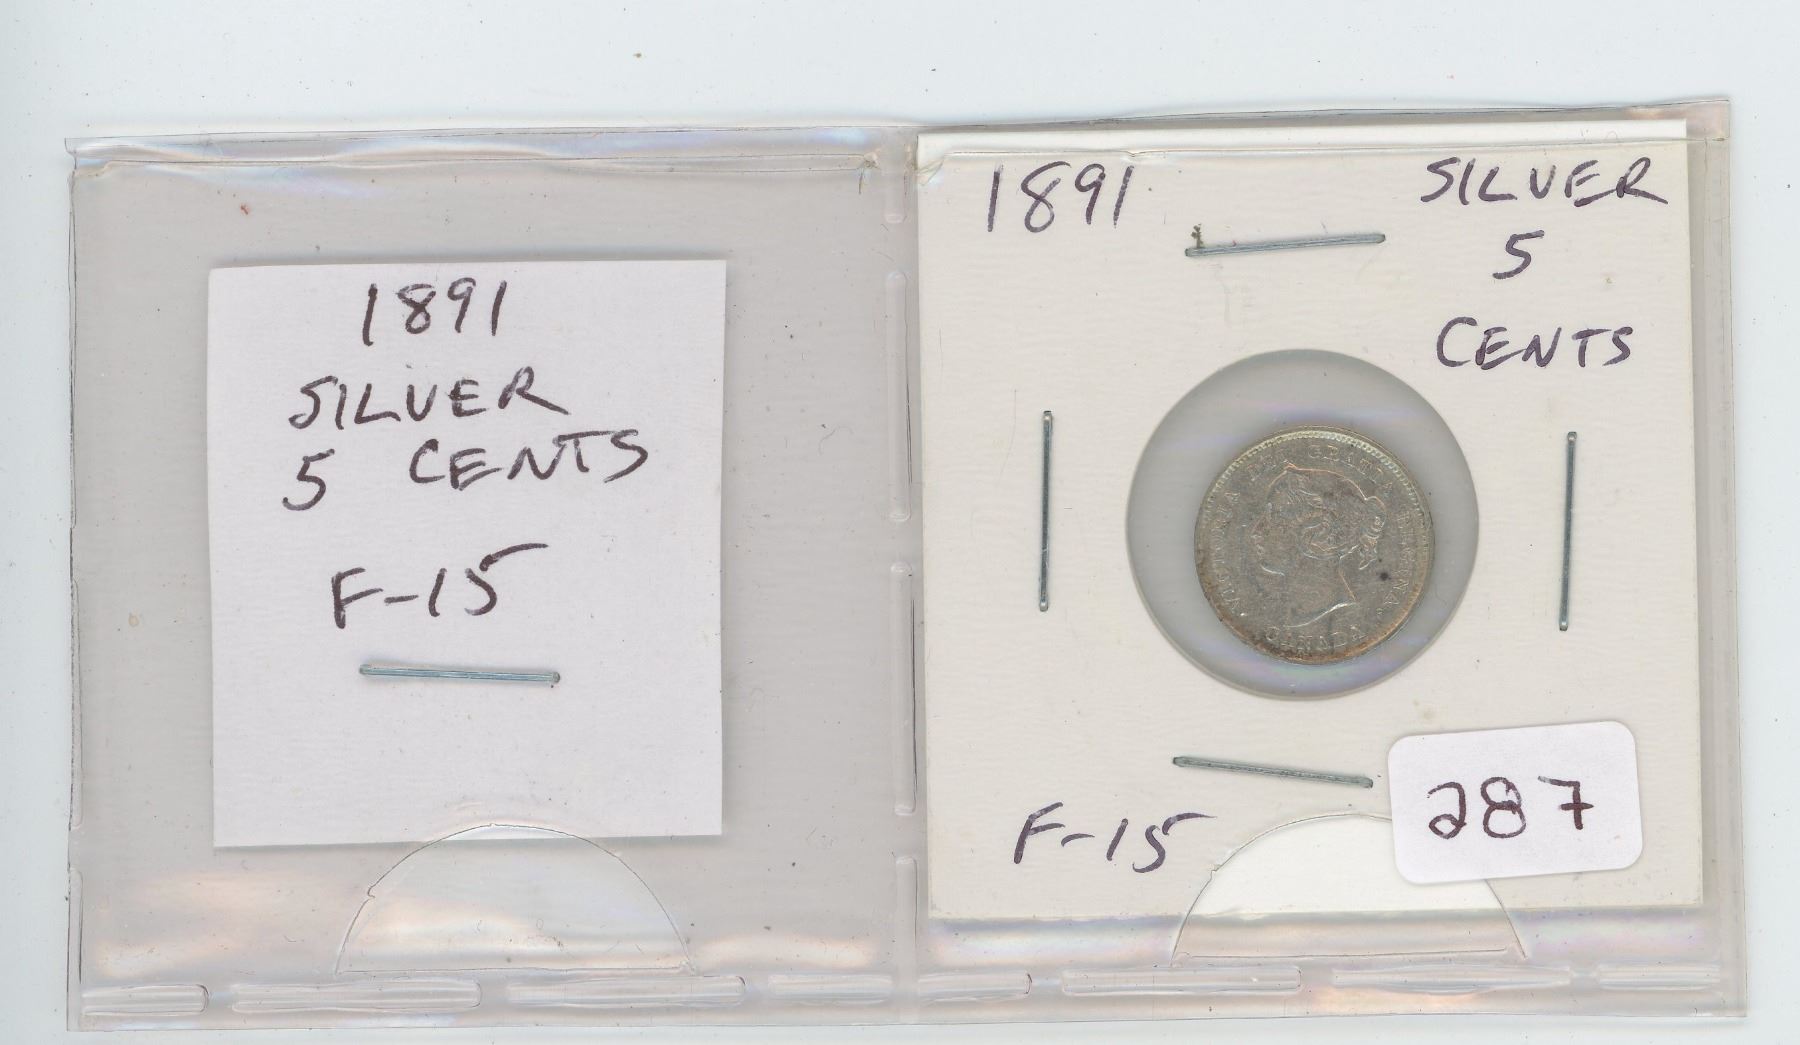 1891
SILVER
5 CENTS
F-15
1891
SILVER
5
CENTS
VICTORIA DEI GRATIA REGINA.
CANADA
F-15
287